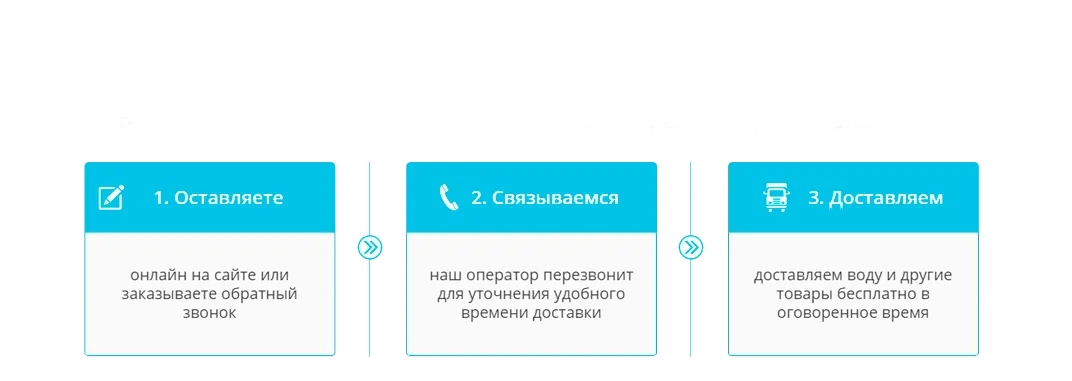 1. Оставляете
онлайн на сайте или
заказываете обратный
звонок
2. Связываемся
наш оператор перезвонит
для уточнения удобного
времени доставки
3. Доставляем
доставляем воду и другие
товары бесплатно в
оговоренное время